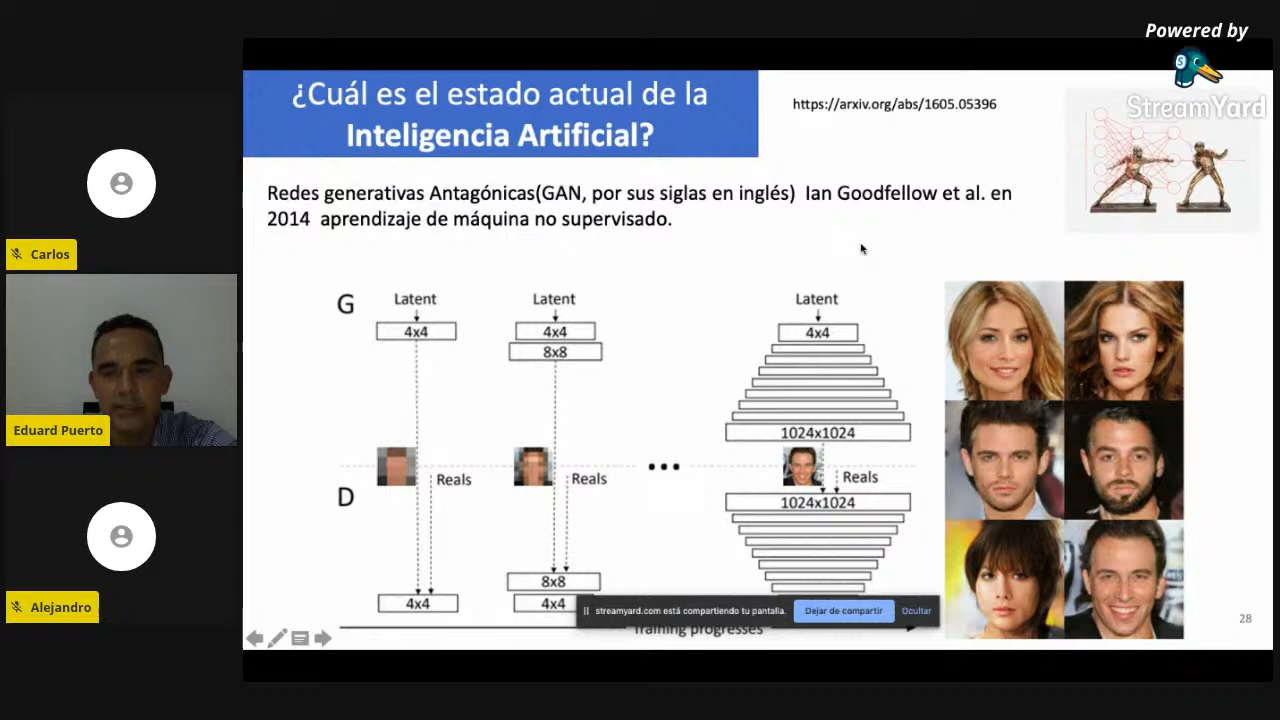 Powered by
StreamYard
¿Cuál es el estado actual de la
Inteligencia Artificial?
https://arxiv.org/abs/1605.05396
Redes generativas Antagónicas(GAN, por sus siglas en inglés) Ian Goodfellow et al. en
2014 aprendizaje de máquina no supervisado.
Carlos
Eduard Puerto
Alejandro
G
Latent
Latent
Latent
4x4
4x4
4x4
8x8
1024x1024
Reals
Reals
Reals
D
1024x1024
8x8
4x4
4x4
streamyard.com está compartiendo tu pantalla.
Dejar de compartir
Ocultar
Training progresses
28